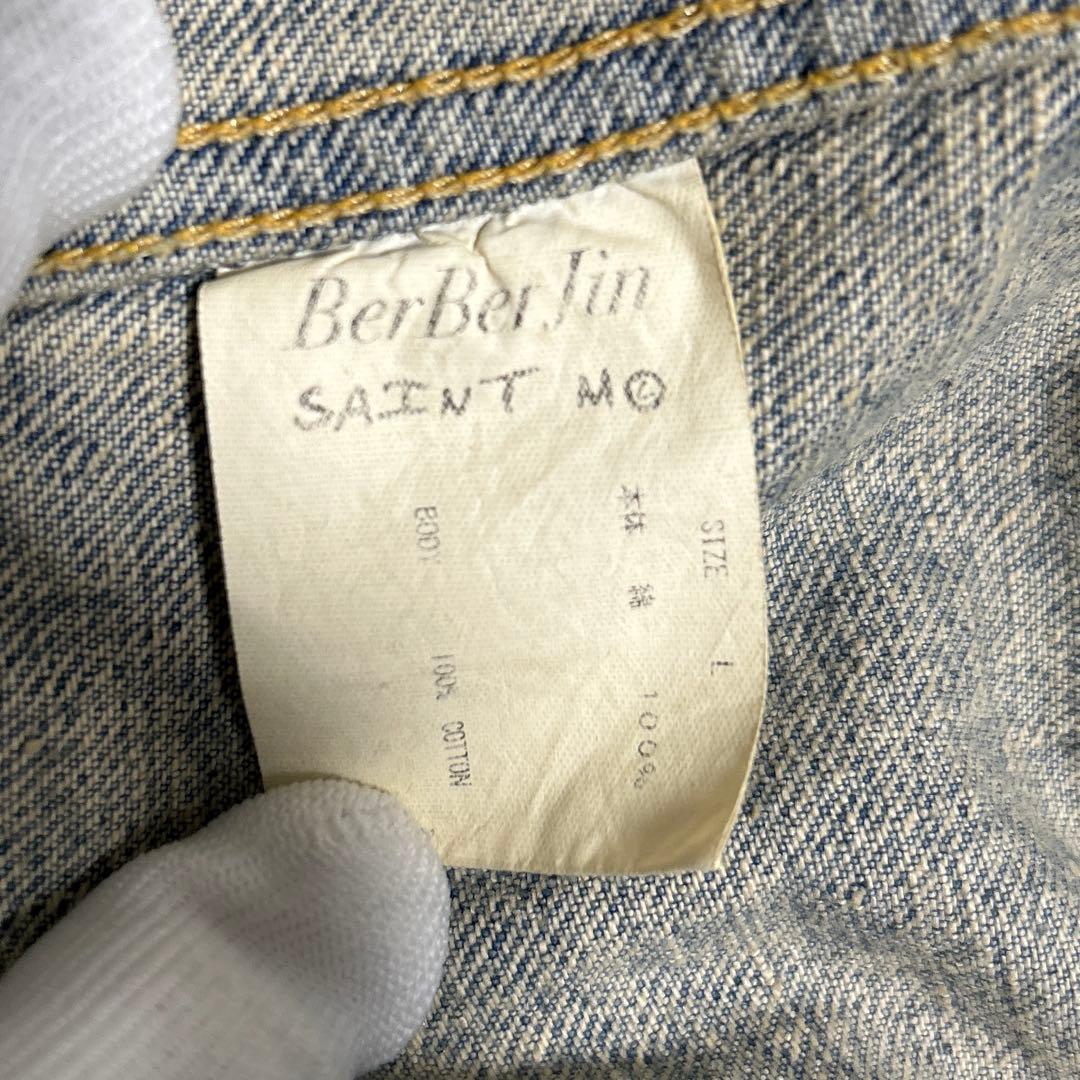 BerBerJin
SAINT M©
SIZE L
本体 綿 100%
BODY 100% COTTON